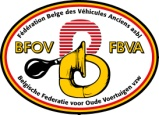 Fédération Belge des Véhicules Anciens asbl
BFOV FBVA
Belgische Federatie voor Oude Voertuigen vzw